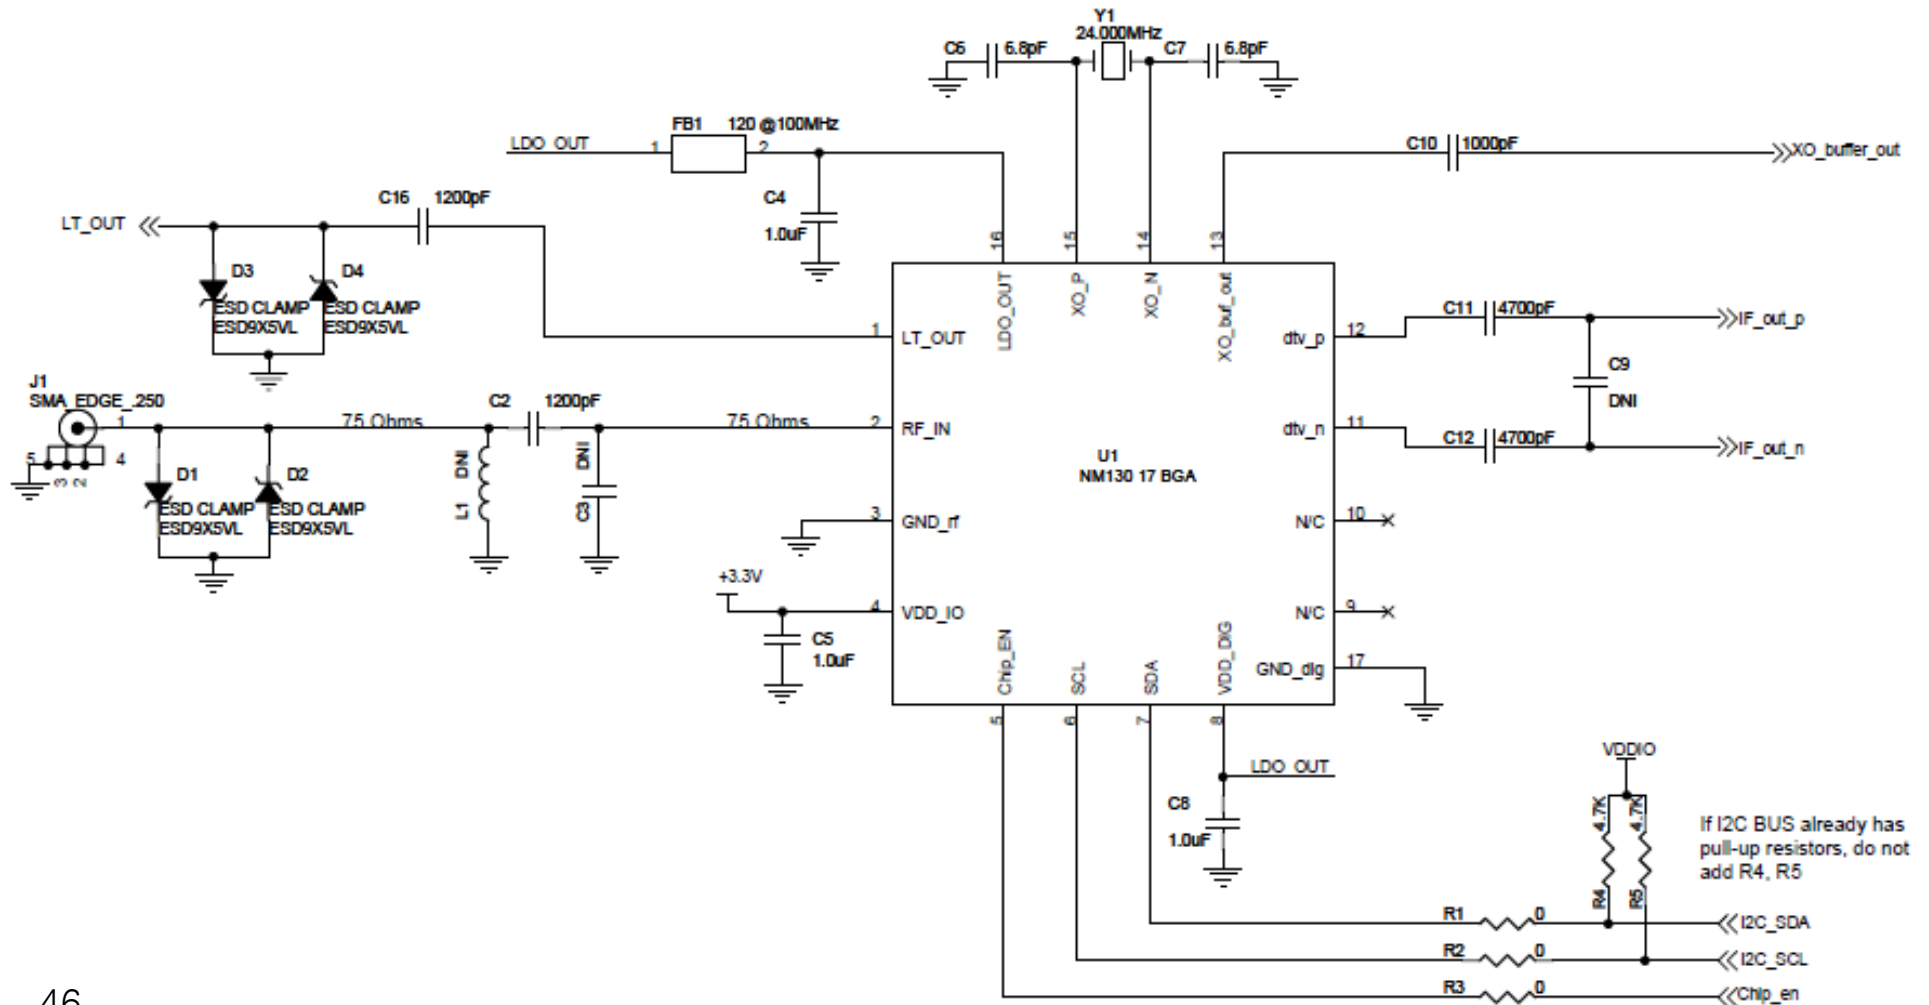 Y1
24.000MHz
C6
6.8pF
C7
6.8pF
FB1
120 @100MHz
LDO_OUT
1
2
C10
1000pF
XO_buffer_out
C4
1.0uF
C16
1200pF
LT_OUT
D3
ESD CLAMP
ESD9X5VL
D4
ESD CLAMP
ESD9X5VL
16
15
14
13
LDO_OUT
XO_P
XO_N
XO_buf_out
1
LT_OUT
dtv_p
12
C11
4700pF
IF_out_p
C9
DNI
J1
SMA_EDGE_.250
1
5
4
3
2
75 Ohms
C2
1200pF
75 Ohms
2
RF_IN
dtv_n
11
C12
4700pF
IF_out_n
U1
NM130 17 BGA
D1
ESD CLAMP
ESD9X5VL
D2
ESD CLAMP
ESD9X5VL
L1
DNI
C3
DNI
3
GND_rf
N/C
10
+3.3V
4
VDD_IO
N/C
9
C5
1.0uF
GND_dig
17
Chip_EN
SCL
SDA
VDD_DIG
5
6
7
8
LDO_OUT
C8
1.0uF
VDDIO
4.7K
4.7K
R4
R5
If I2C BUS already has
pull-up resistors, do not
add R4, R5
R1
0
I2C_SDA
R2
0
I2C_SCL
R3
0
Chip_en
46